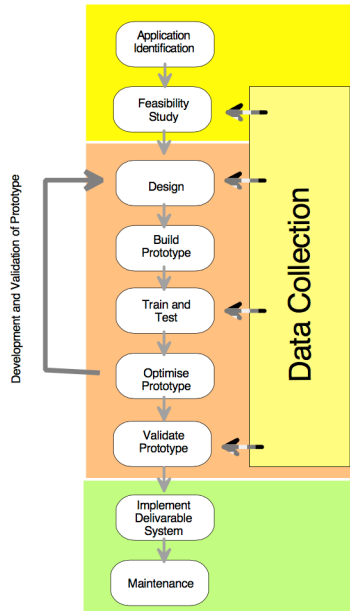 Application
Identification
Feasibility
Study
Design
Build
Prototype
Train and
Test
Optimise
Prototype
Validate
Prototype
Implement
Delivarable
System
Maintenance
Data Collection
Development and Validation of Prototype